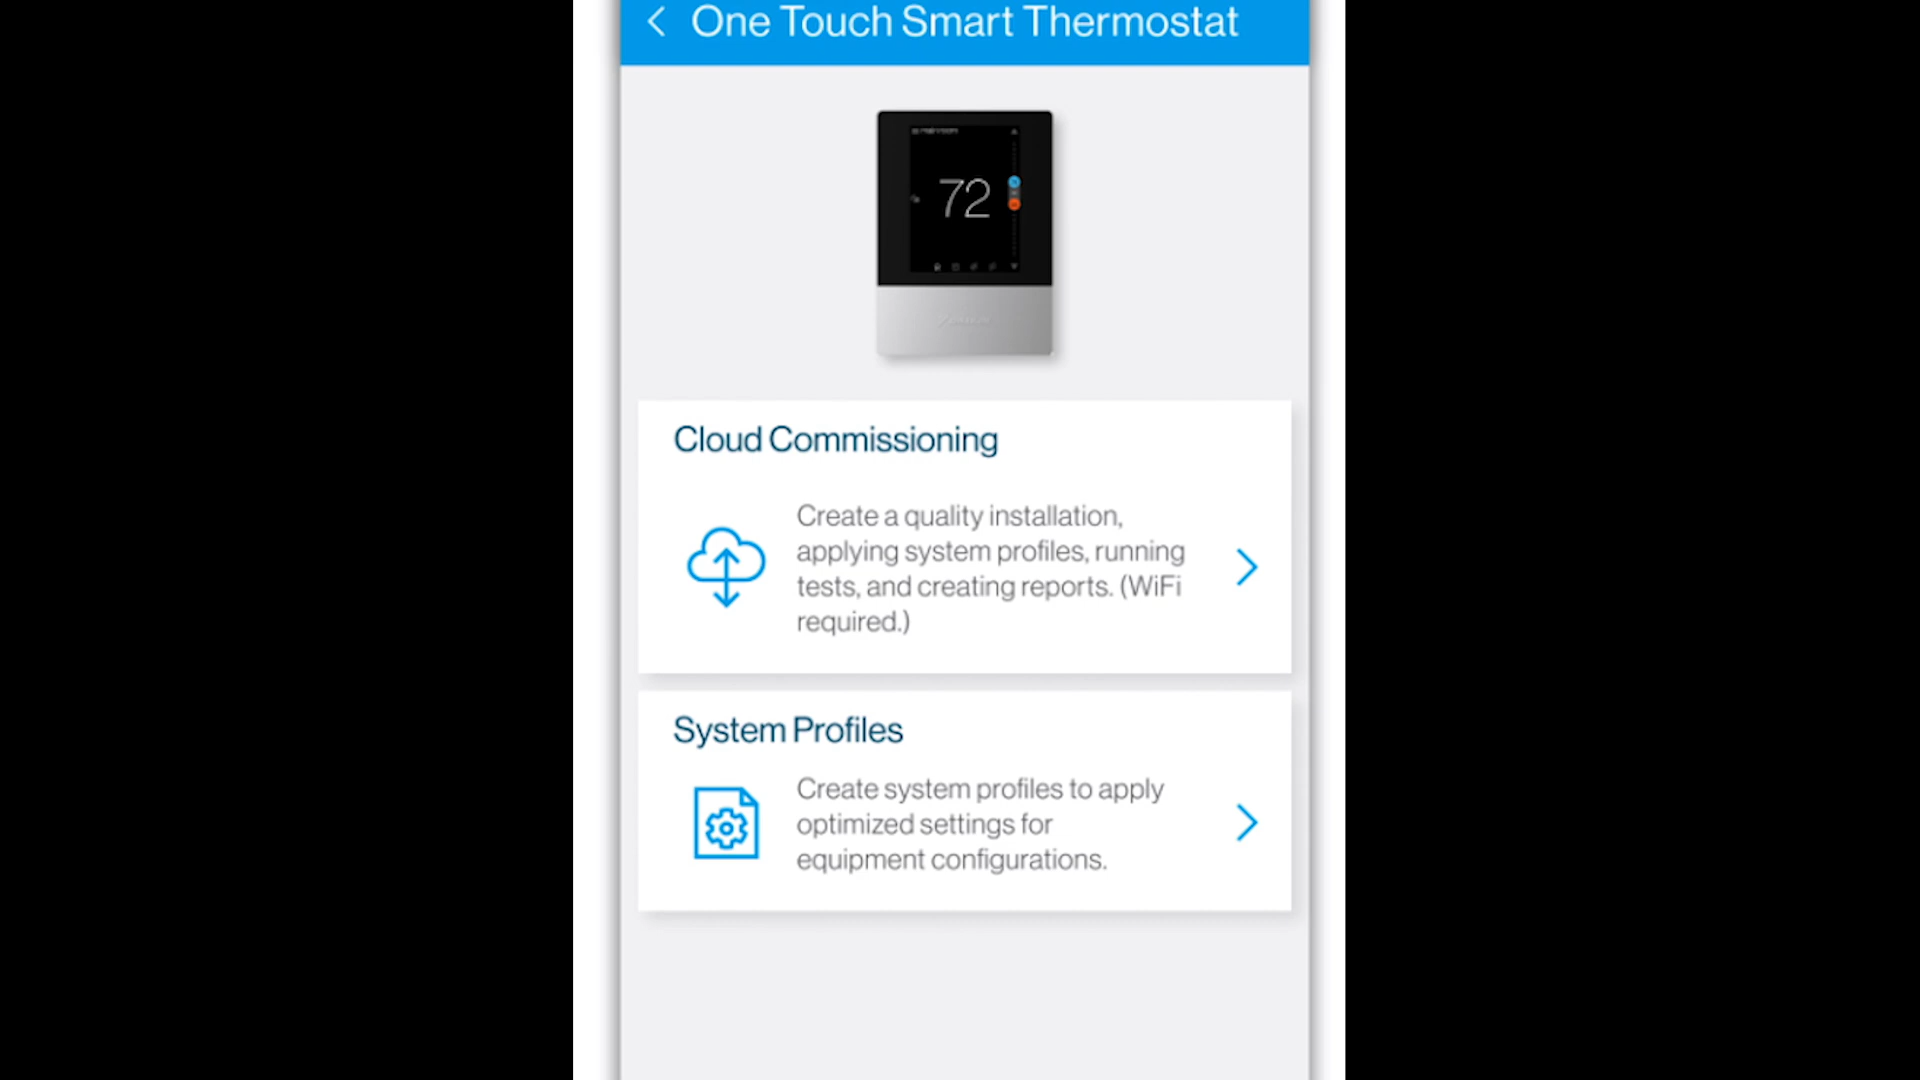 One Touch Smart Thermostat
72
Cloud Commissioning
Create a quality installation,
applying system profiles, running
tests, and creating reports. (WiFi
required.)
System Profiles
Create system profiles to apply
optimized settings for
equipment configurations.